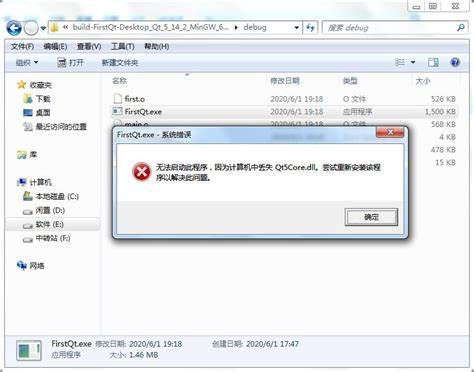 build-FirstQt-Desktop_Qt_5_14_2_MinGW_6... debug
搜索 debug
文件(F) 编辑(E) 查看(V) 工具(T) 帮助(H)
组织 打开 新建文件夹
收藏夹
下载
桌面
最近访问的位置
库
计算机
本地磁盘 (C:)
闲置 (D:)
软件 (E:)
中转站 (F:)
网络
名称 修改日期 类型 大小
first.o 2020/6/1 19:18 O 文件 526 KB
FirstQt.exe 2020/6/1 19:18 应用程序 1,500 KB
main.o O 文件 568 KB
478 KB
15 KB
FirstQt.exe - 系统错误
无法启动此程序，因为计算机中丢失 Qt5Core.dll。尝试重新安装该程
序以解决此问题。
确定
FirstQt.exe 修改日期: 2020/6/1 19:18 创建日期: 2020/6/1 17:47
应用程序 大小: 1.46 MB